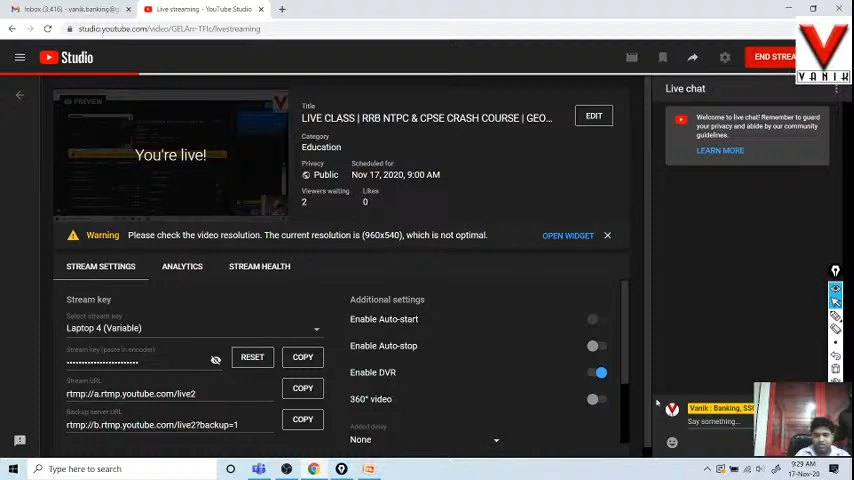 Inbox (3,416) - vanik.banking@g
Live streaming - YouTube Studio
studio.youtube.com/video/GELArr-TFIc/livestreaming
Studio
END STREA
VANIK
PREVIEW
You're live!
Title
LIVE CLASS | RRB NTPC & CPSE CRASH COURSE | GEO...
EDIT
Category
Education
Privacy
Public
Scheduled for
Nov 17, 2020, 9:00 AM
Viewers waiting
2
Likes
0
Live chat
Welcome to live chat! Remember to guard
your privacy and abide by our community
guidelines.
LEARN MORE
Warning Please check the video resolution. The current resolution is (960x540), which is not optimal.
OPEN WIDGET
STREAM SETTINGS
ANALYTICS
STREAM HEALTH
Stream key
Select stream key
Laptop 4 (Variable)
Stream key (paste in encoder)
RESET
COPY
Stream URL
rtmp://a.rtmp.youtube.com/live2
COPY
Backup server URL
rtmp://b.rtmp.youtube.com/live2?backup=1
COPY
Additional settings
Enable Auto-start
Enable Auto-stop
Enable DVR
360° video
Added delay
None
Vanik : Banking, SSC
Say something...
Type here to search
9:29 AM
17-Nov-20